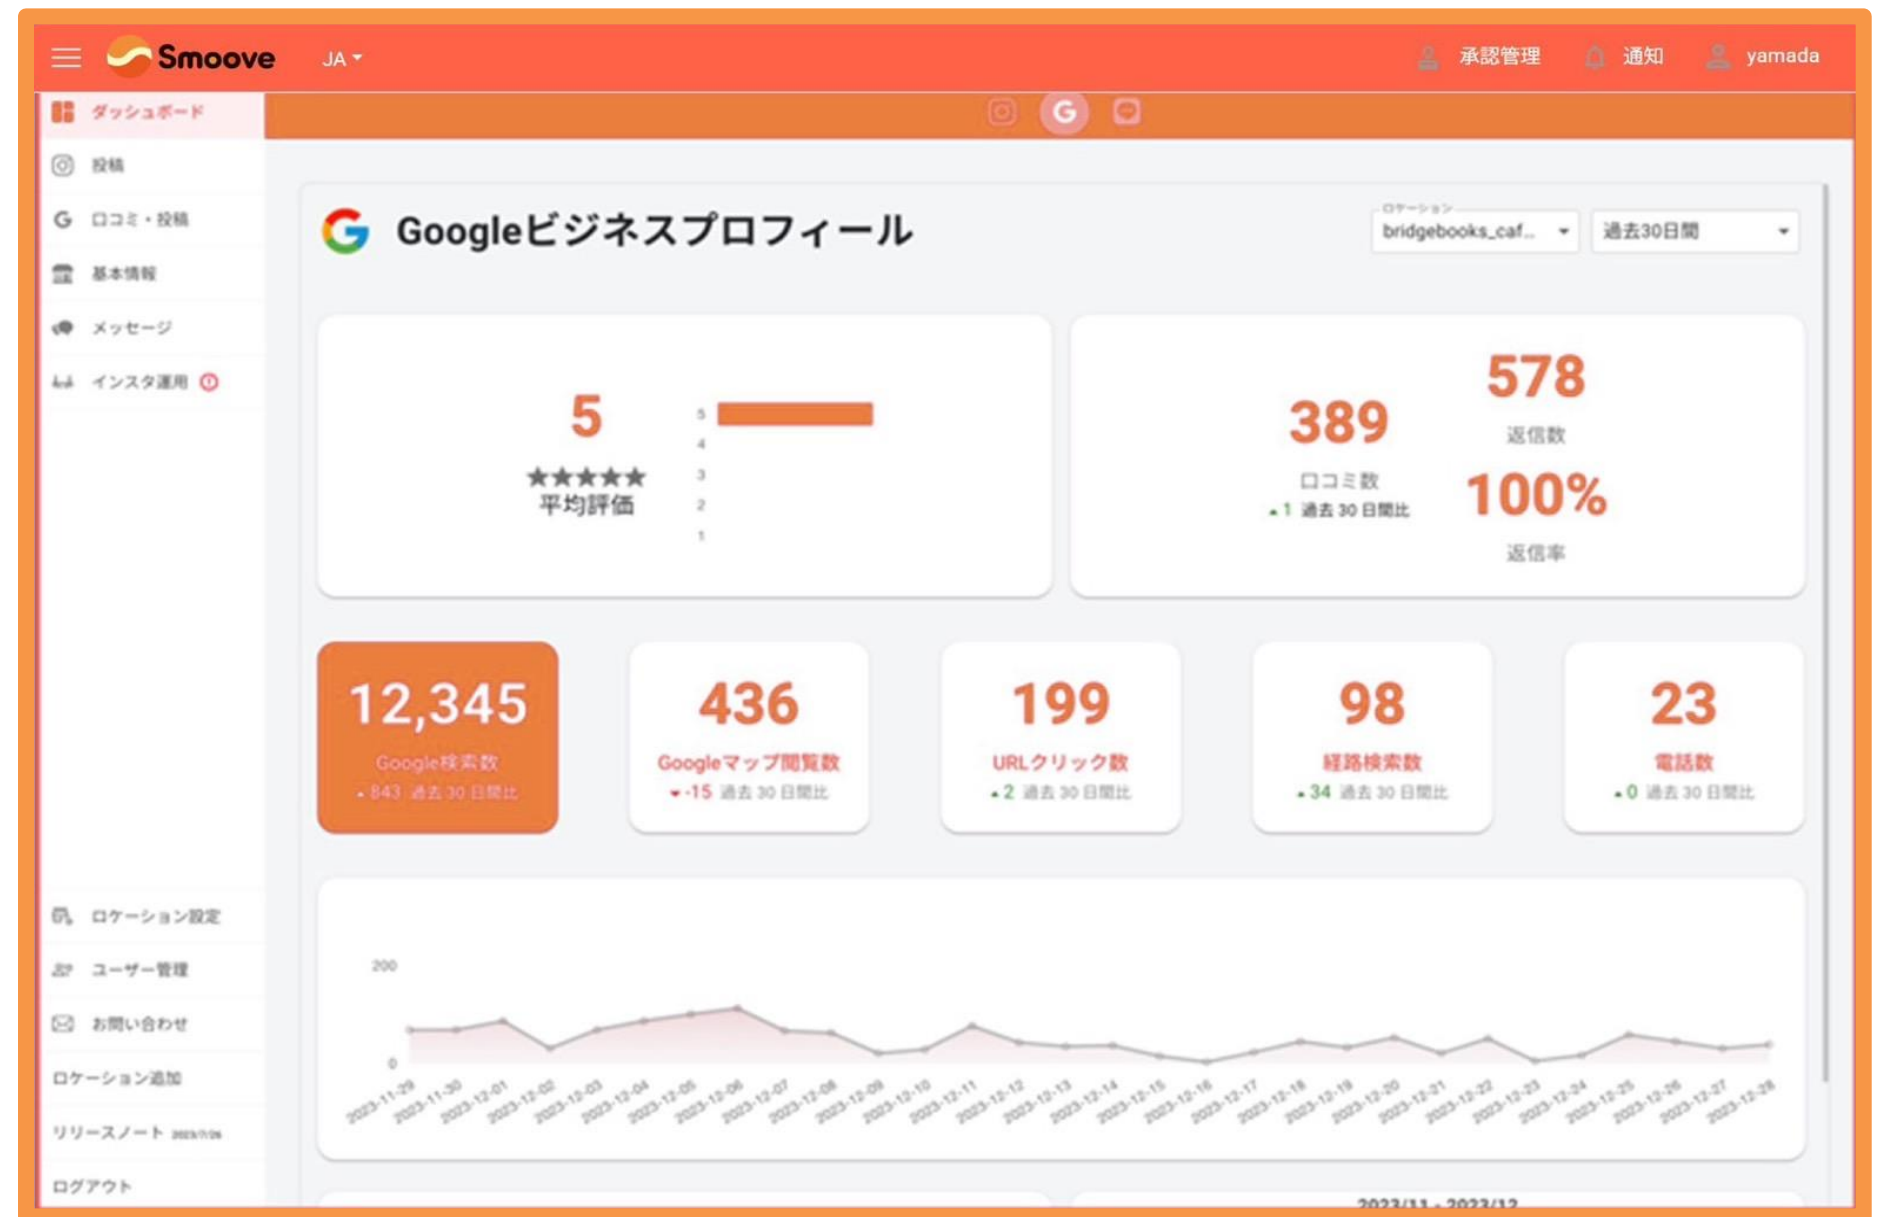 Smoove
JA
承認管理
通知
yamada
ダッシュボード
投稿
口コミ・投稿
基本情報
メッセージ
インスタ運用
ロケーション設定
ユーザー管理
お問い合わせ
ロケーション追加
リリースノート
ログアウト
Googleビジネスプロフィール
ロケーション
bridgebooks_caf…
過去30日間
5
★★★★★
平均評価
5
4
3
2
1
389
口コミ数
1 過去 30 日間比
578
返信数
100%
返信率
12,345
Google検索数
843 過去 30 日間比
436
Googleマップ閲覧数
-15 過去 30 日間比
199
URLクリック数
2 過去 30 日間比
98
経路検索数
34 過去 30 日間比
23
電話数
0 過去 30 日間比
200
0
2023-11-29
2023-11-30
2023-12-01
2023-12-02
2023-12-03
2023-12-04
2023-12-05
2023-12-06
2023-12-07
2023-12-08
2023-12-09
2023-12-10
2023-12-11
2023-12-12
2023-12-13
2023-12-14
2023-12-15
2023-12-16
2023-12-17
2023-12-18
2023-12-19
2023-12-20
2023-12-21
2023-12-22
2023-12-23
2023-12-24
2023-12-25
2023-12-26
2023-12-27
2023-12-28
2023/11 - 2023/12